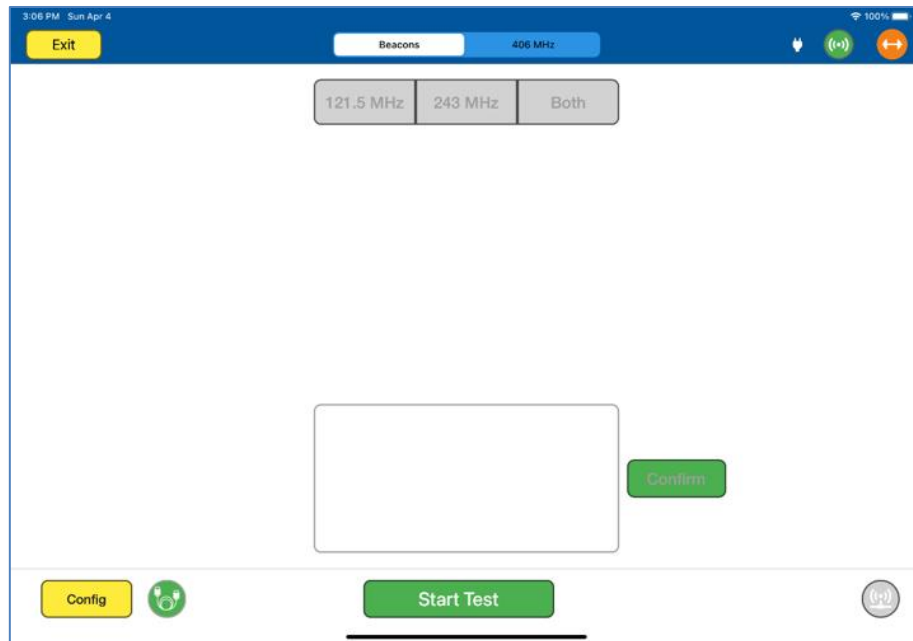 3:06 PM Sun Apr 4
100%
Exit
Beacons
406 MHz
121.5 MHz
243 MHz
Both
Confirm
Config
Start Test